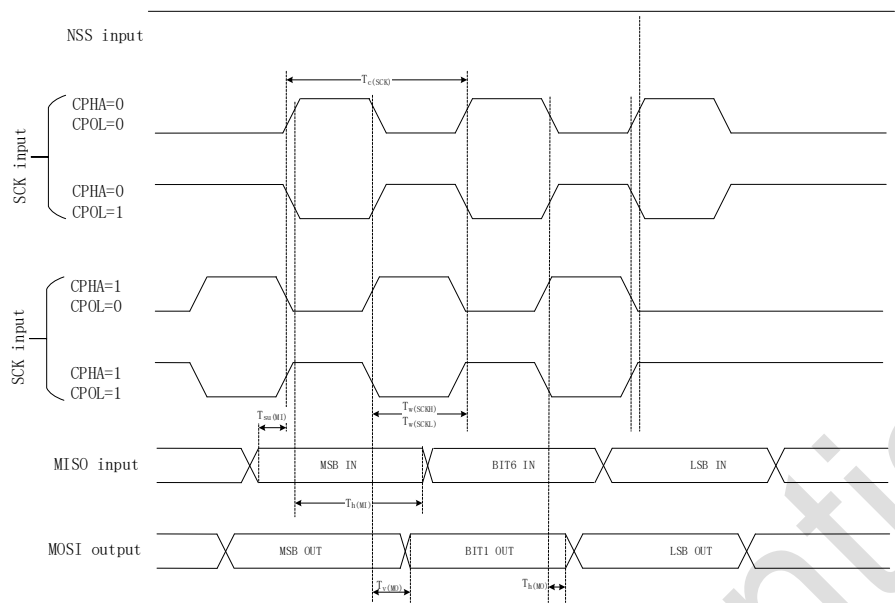 NSS input
Tc(SCK)
SCK input
CPHA=0
CPOL=0
CPHA=0
CPOL=1
SCK input
CPHA=1
CPOL=0
CPHA=1
CPOL=1
Tw(SCKH)
Tw(SCKL)
Tsu(MI)
MISO input
MSB IN
BIT6 IN
LSB IN
Th(MI)
MOSI output
MSB OUT
BIT1 OUT
LSB OUT
Tv(MO)
Th(MO)